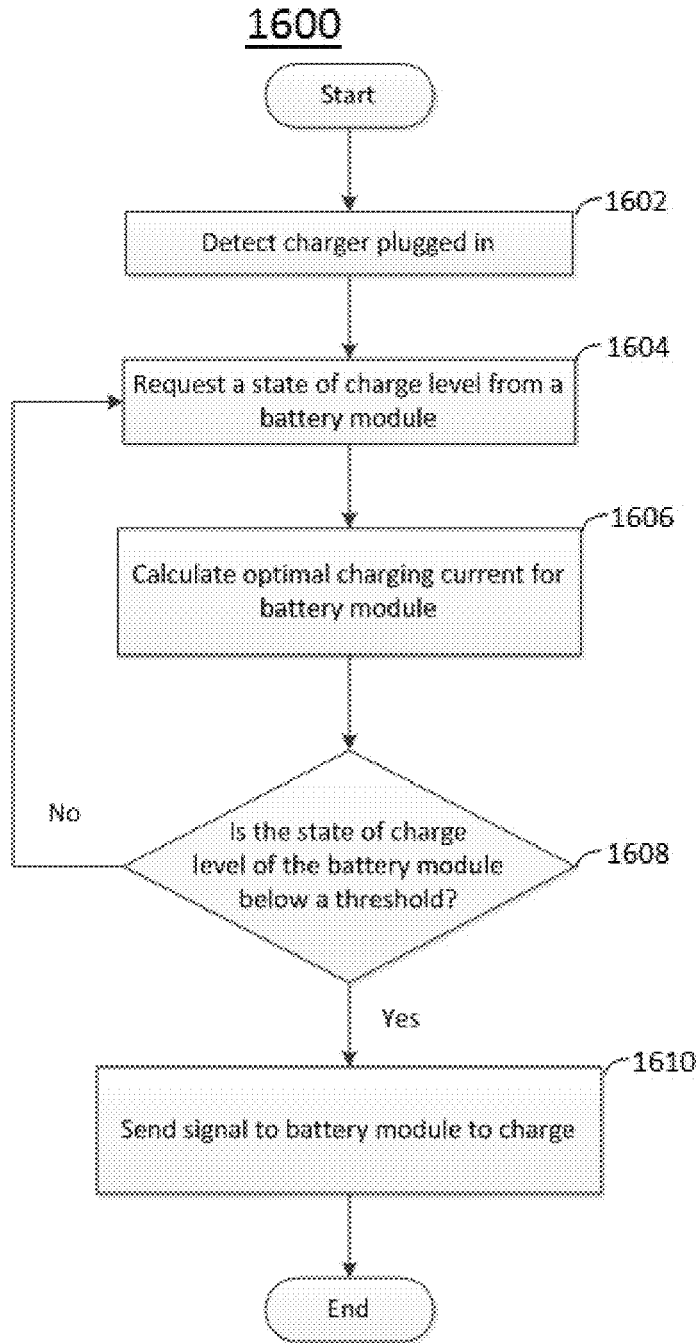 1600
Start
1602
Detect charger plugged in
1604
Request a state of charge level from a
battery module
1606
Calculate optimal charging current for
battery module
No
Is the state of charge
level of the battery module
below a threshold?
1608
Yes
1610
Send signal to battery module to charge
End